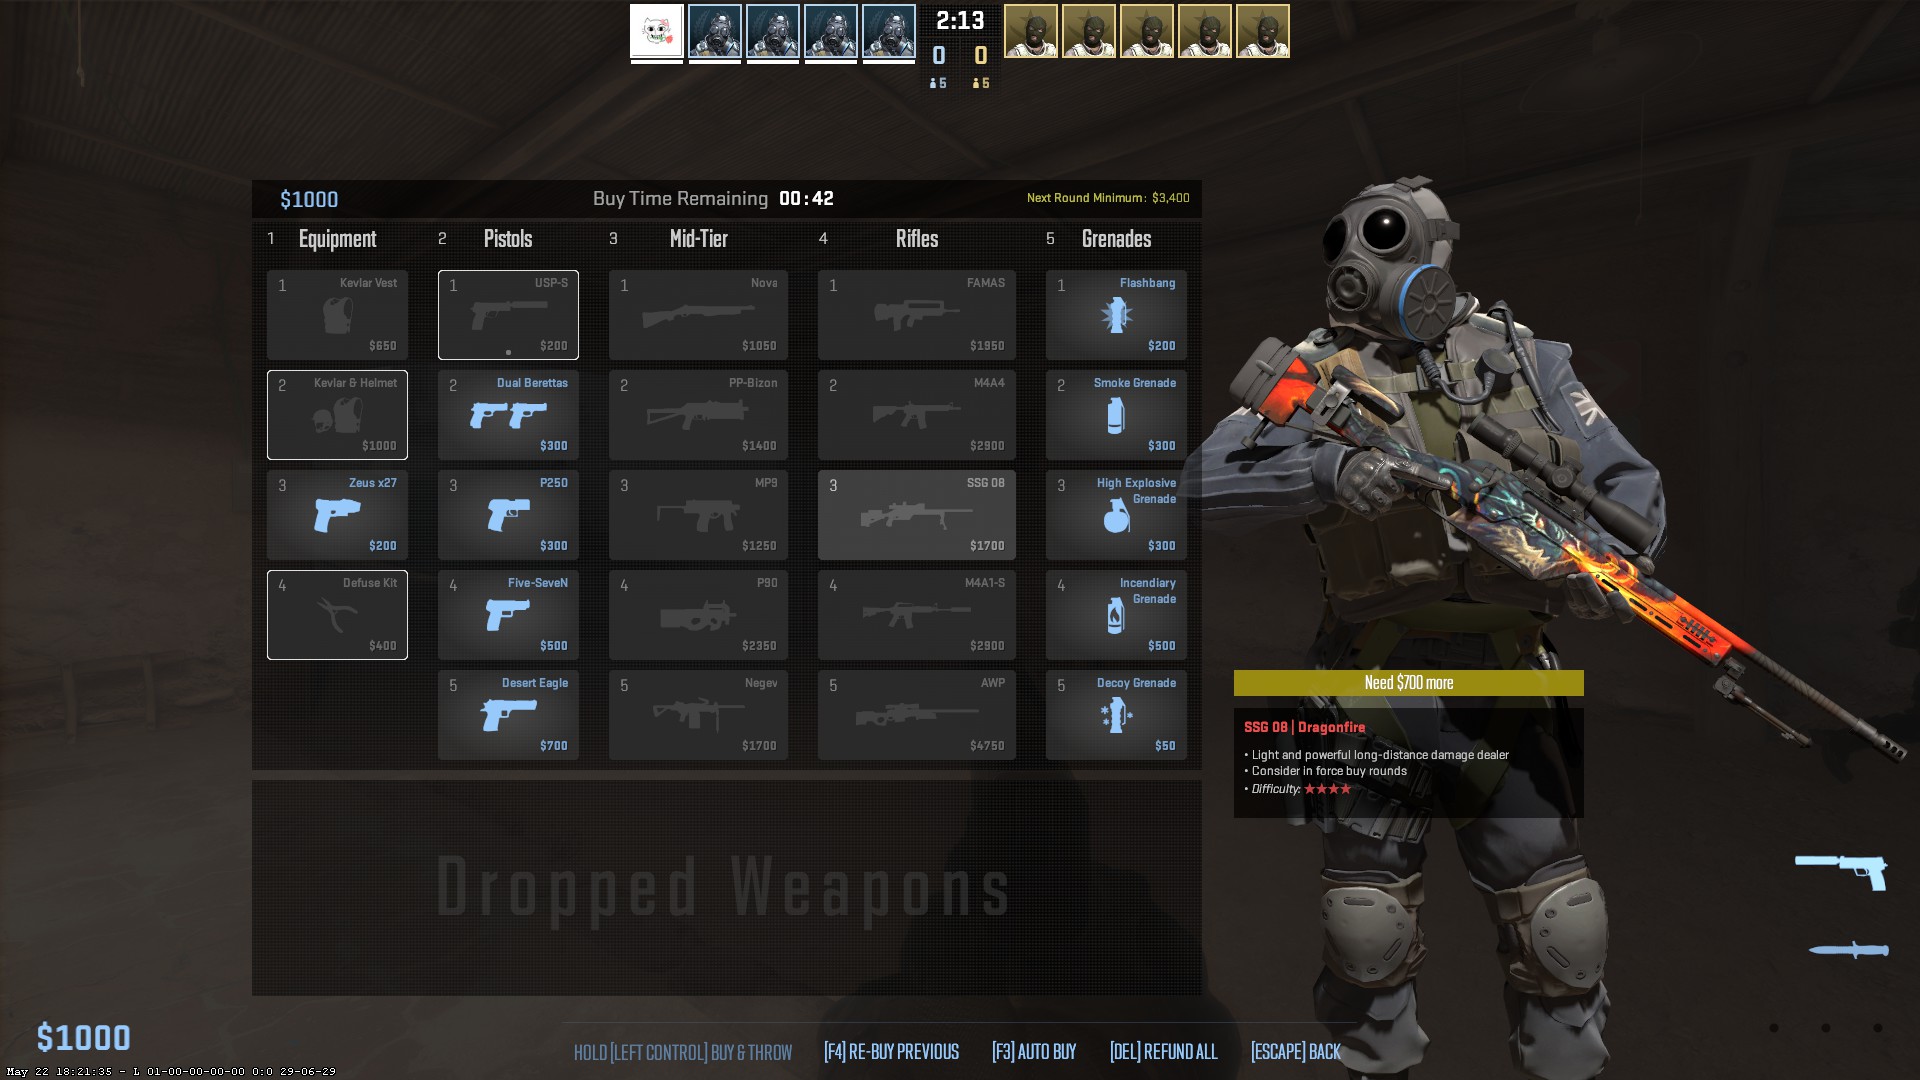 2:13
0 0
5 5
$1000 Buy Time Remaining 00:42 Next Round Minimum: $3,400
1 Equipment 2 Pistols 3 Mid-Tier 4 Rifles 5 Grenades
1 Kevlar Vest $650
2 Kevlar & Helmet $1000
3 Zeus x27 $200
4 Defuse Kit $400
1 USP-S $200
2 Dual Berettas $300
3 P250 $300
4 Five-SeveN $500
5 Desert Eagle $700
1 Nova $1050
2 PP-Bizon $1400
3 MP9 $1250
4 P90 $2350
5 Negev $1700
1 FAMAS $1950
2 M4A4 $2900
3 SSG 08 $1700
4 M4A1-S $2900
5 AWP $4750
1 Flashbang $200
2 Smoke Grenade $300
3 High Explosive
Grenade $300
4 Incendiary
Grenade $500
5 Decoy Grenade $50
Need $700 more
SSG 08 | Dragonfire
• Light and powerful long-distance damage dealer
• Consider in force buy rounds
• Difficulty: ★★★★
Dropped Weapons
$1000
HOLD [LEFT CONTROL] BUY & THROW [F4] RE-BUY PREVIOUS [F3] AUTO BUY [DEL] REFUND ALL [ESCAPE] BACK
May 22 18:21:35 - L 01-00-00-00-00 0:0 29-06-29